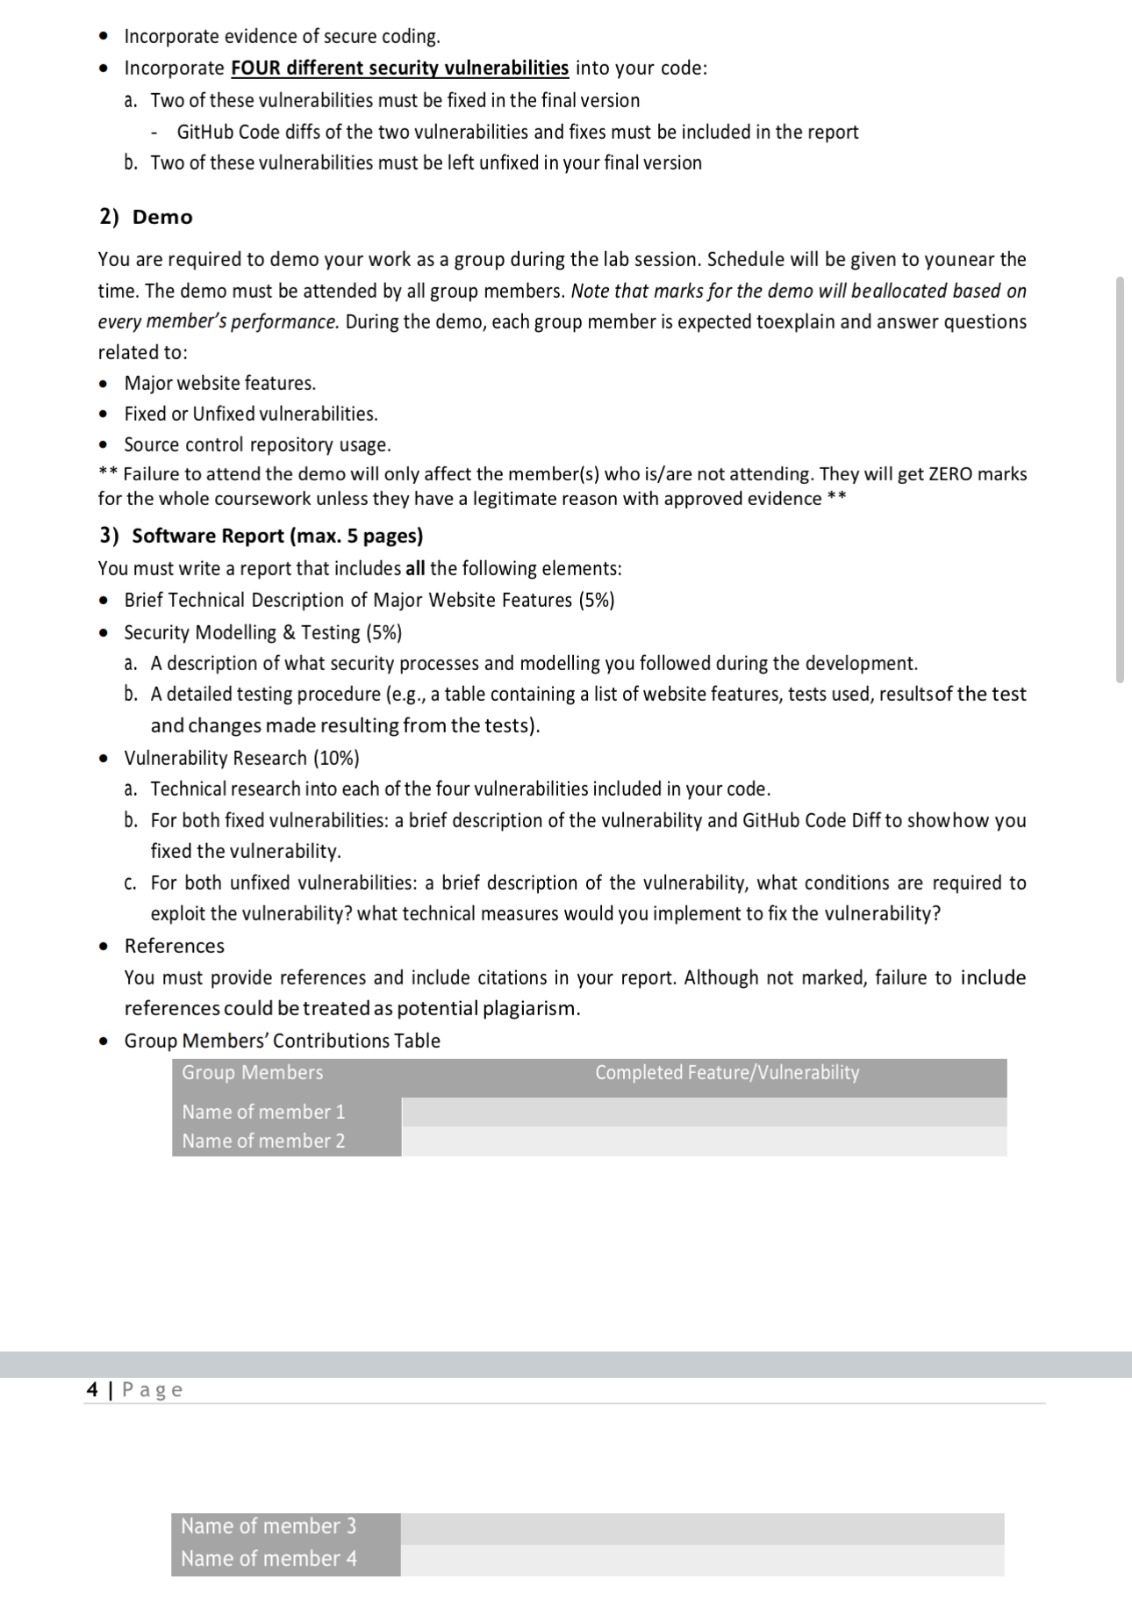 • Incorporate evidence of secure coding.
• Incorporate FOUR different security vulnerabilities into your code:
a. Two of these vulnerabilities must be fixed in the final version
- GitHub Code diffs of the two vulnerabilities and fixes must be included in the report
b. Two of these vulnerabilities must be left unfixed in your final version
2) Demo
You are required to demo your work as a group during the lab session. Schedule will be given to younear the
time. The demo must be attended by all group members. Note that marks for the demo will beallocated based on
every member's performance. During the demo, each group member is expected toexplain and answer questions
related to:
• Major website features.
• Fixed or Unfixed vulnerabilities.
• Source control repository usage.
** Failure to attend the demo will only affect the member(s) who is/are not attending. They will get ZERO marks
for the whole coursework unless they have a legitimate reason with approved evidence **
3) Software Report (max. 5 pages)
You must write a report that includes all the following elements:
• Brief Technical Description of Major Website Features (5%)
• Security Modelling & Testing (5%)
a. A description of what security processes and modelling you followed during the development.
b. A detailed testing procedure (e.g., a table containing a list of website features, tests used, resultsof the test
and changes made resulting from the tests).
• Vulnerability Research (10%)
a. Technical research into each of the four vulnerabilities included in your code.
b. For both fixed vulnerabilities: a brief description of the vulnerability and GitHub Code Diff to showhow you
fixed the vulnerability.
c. For both unfixed vulnerabilities: a brief description of the vulnerability, what conditions are required to
exploit the vulnerability? what technical measures would you implement to fix the vulnerability?
• References
You must provide references and include citations in your report. Although not marked, failure to include
references could be treated as potential plagiarism.
• Group Members' Contributions Table
Group Members Completed Feature/Vulnerability
Name of member 1
Name of member 2
4 | Page
Name of member 3
Name of member 4